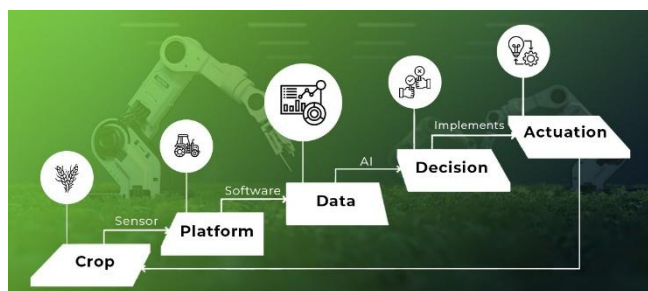 Crop
Sensor
Platform
Software
Data
AI
Decision
Implements
Actuation